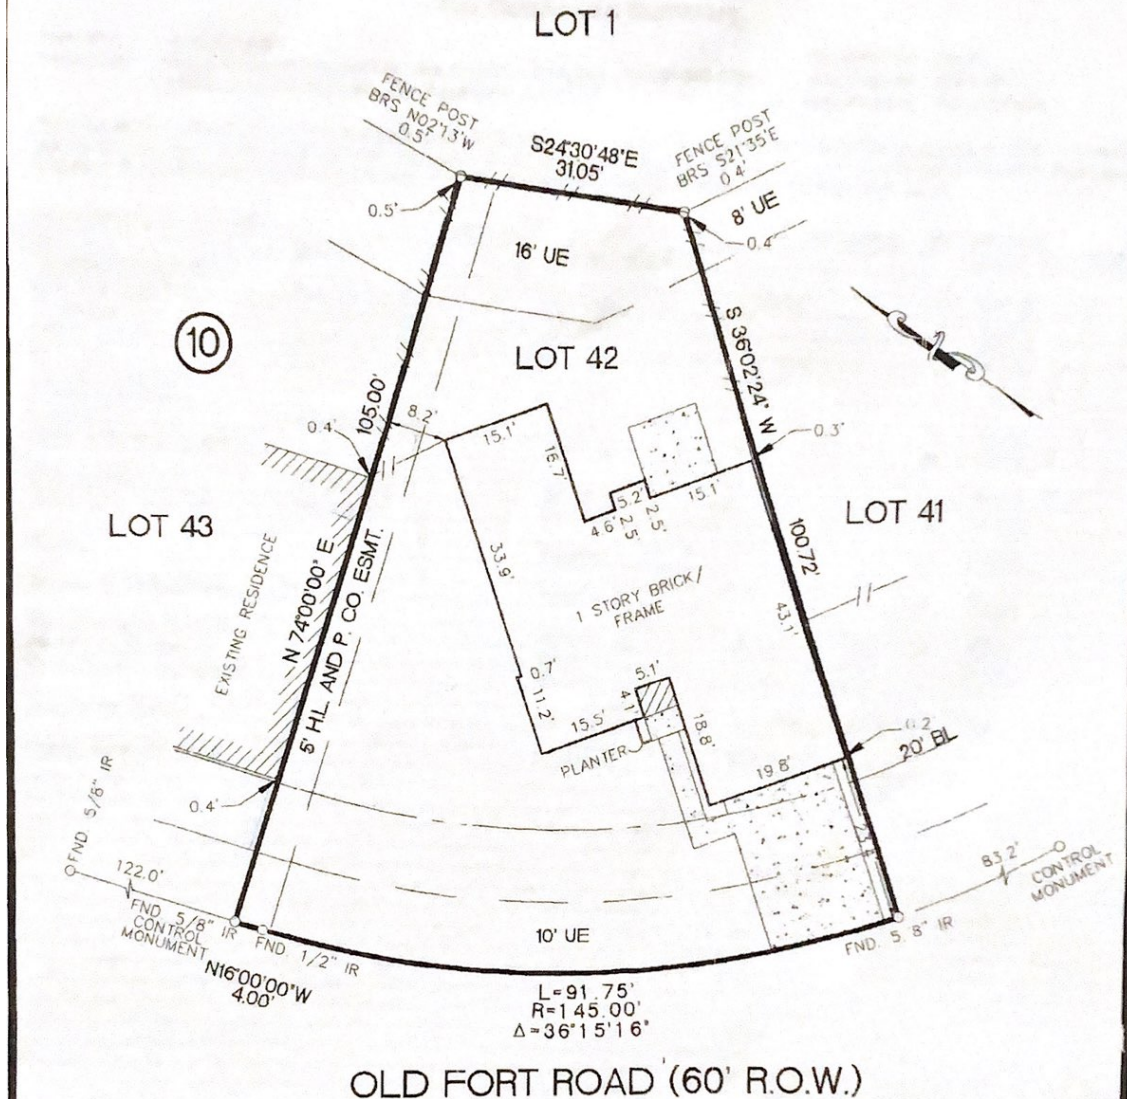 LOT 1
FENCE POST
BRS N02°13'W
0.5'
S24°30'48"E
31.05'
FENCE POST
BRS S21°35'E
0.4'
8' UE
0.5'
0.4'
16' UE
10
LOT 42
S 36°02'24" W
105.00'
8.2'
0.4'
15.1'
16.7'
0.3'
5.2'
15.1'
4.6'
2.5'
2.5'
LOT 43
LOT 41
100.72'
33.9'
EXISTING RESIDENCE
N 74°00'00" E
5' H.L. AND P. CO. ESMT.
1 STORY BRICK/
FRAME
43.1'
0.7'
11.2'
5.1'
4.1'
15.5'
18.8'
PLANTER
19.8'
0.2'
20' BL
0.4'
FND. 5/8" IR
122.0'
83.2'
CONTROL
MONUMENT
FND. 5/8" IR
CONTROL
MONUMENT
FND. 1/2" IR
10' UE
FND. 5/8" IR
N16°00'00"W
4.00'
L=91.75'
R=145.00'
Δ=36°15'16"
OLD FORT ROAD (60' R.O.W.)